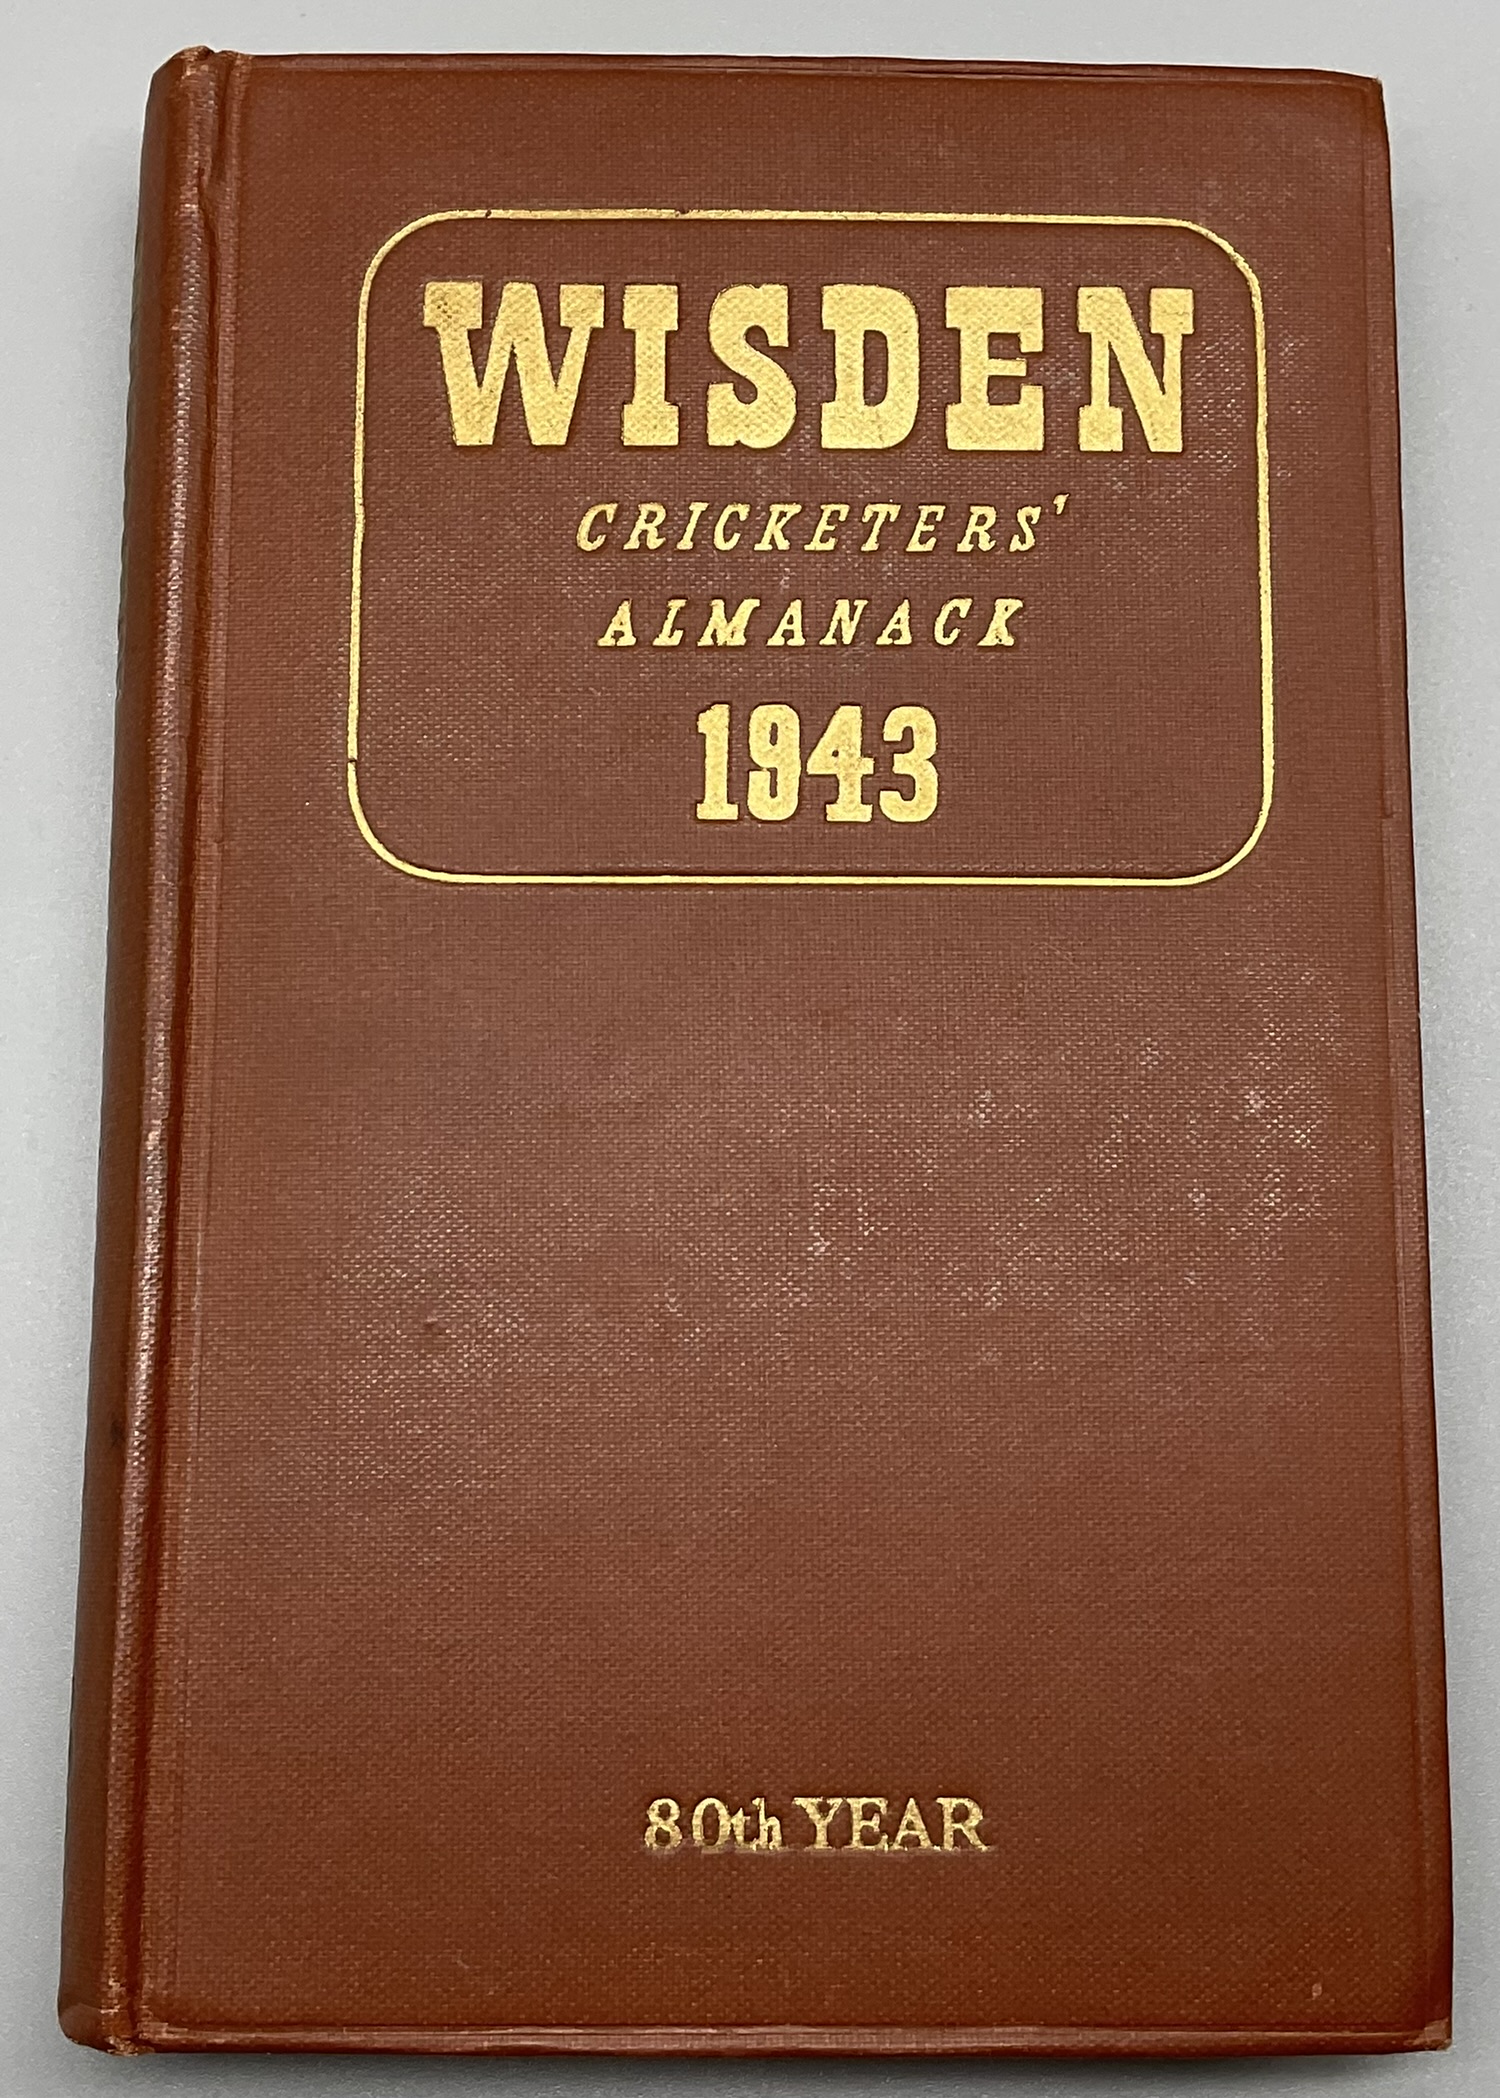 WISDEN
CRICKETERS'
ALMANACK
1943
80th YEAR